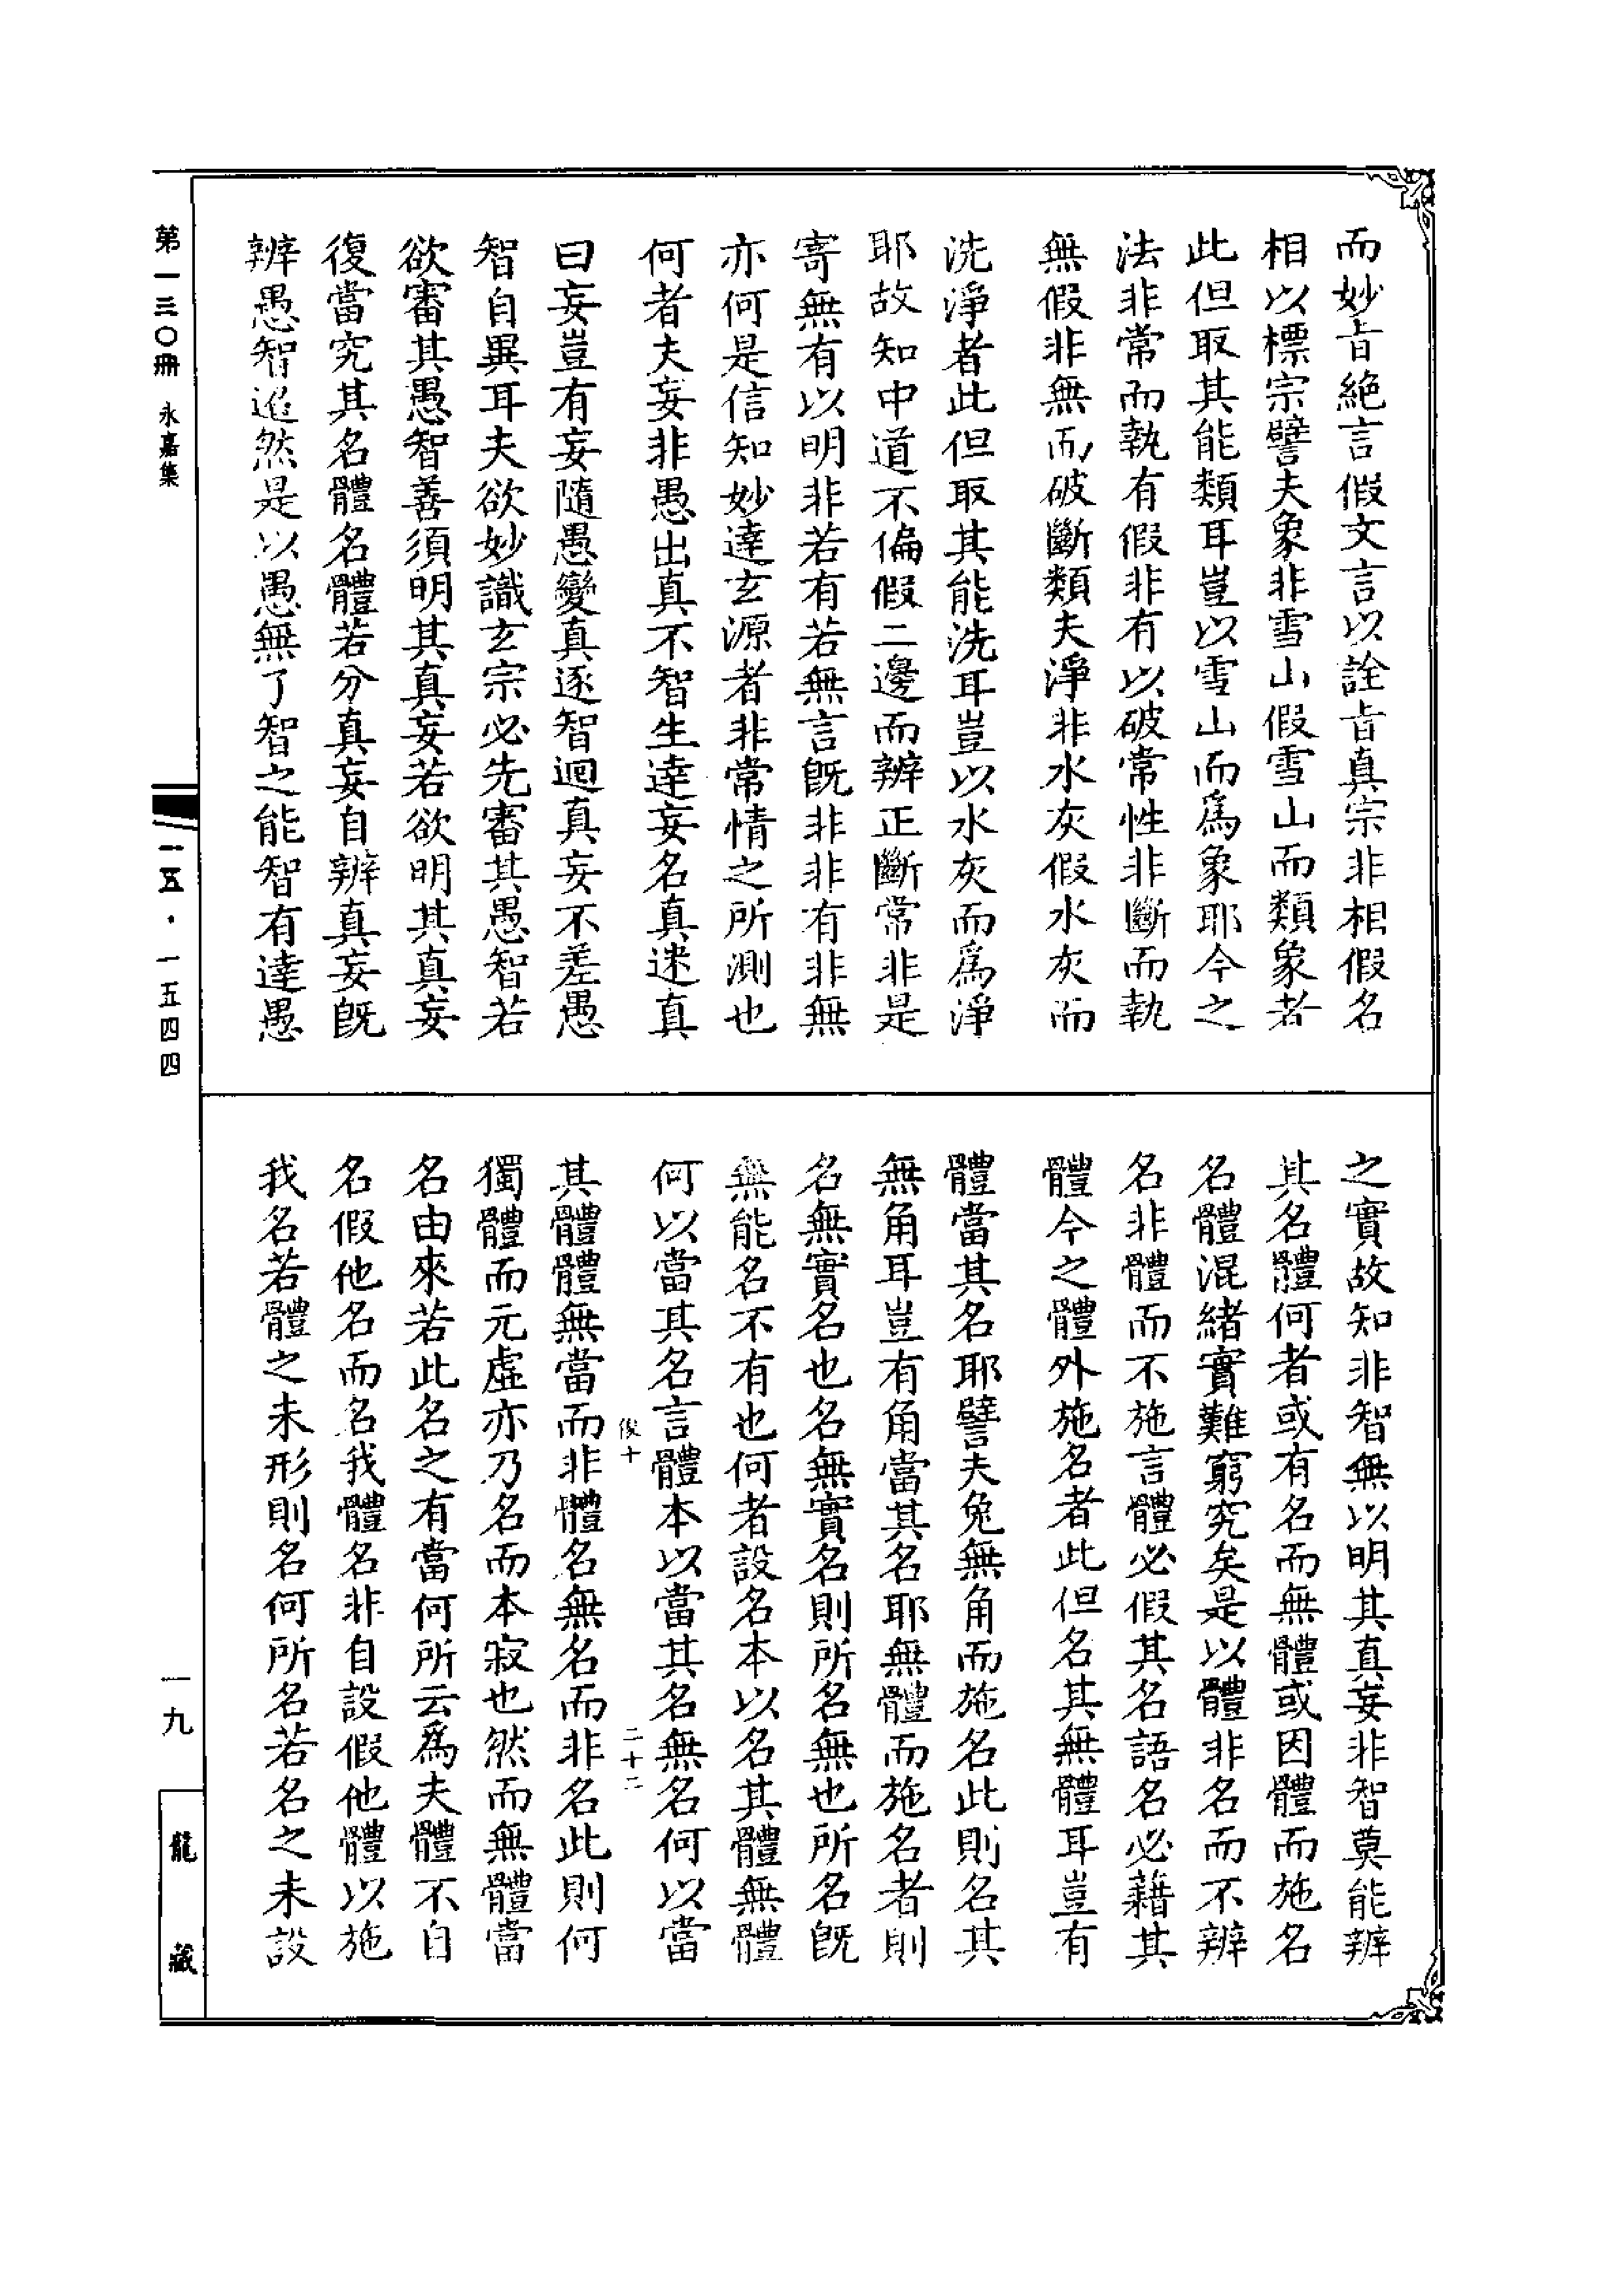 而妙旨絶言假文言以詮旨真宗非相假名
相以標宗譬夫象非雪山假雪山而類象者
此但取其能類耳豈以雪山而爲象耶今之
法非常而執有假非有以破常性非斷而執
無假非無而破斷類夫淨非水灰假水灰而
洗淨者此但取其能洗耳豈以水灰而爲淨
耶故知中道不偏假二邊而辨正斷常非是
寄無有以明非若有若無言旣非非有非無
亦何是信知妙達玄源者非常情之所測也
何者夫妄非愚出真不智生達妄名真迷真
曰妄豈有妄隨愚變真逐智迴真妄不差愚
智自異耳夫欲妙識玄宗必先審其愚智若
欲審其愚智善須明其真妄若欲明其真妄
復當究其名體名體若分真妄自辨真妄旣
辨愚智迢然是以愚無了智之能智有達愚
之實故知非智無以明其真妄非智莫能辨
其名體何者或有名而無體或因體而施名
名體混緒實難窮究矣是以體非名而不辨
名非體而不施言體必假其名語名必藉其
體今之體外施名者此但名其無體耳豈有
體當其名耶譬夫兔無角而施名此則名其
無角耳豈有角當其名耶無體而施名者則
名無實名也名無實名則所名無也所名旣
無能名不有也何者設名本以名其體無體
何以當其名言體本以當其名無名何以當
俊十 二十二
其體體無當而非體名無名而非名此則何
獨體而元虛亦乃名而本寂也然而無體當
名由來若此名之有當何所云爲夫體不自
名假他名而名我體名非自設假他體以施
我名若體之未形則名何所名若名之未設
第一三〇冊 永嘉集
一五·一五四四
一九
龍藏